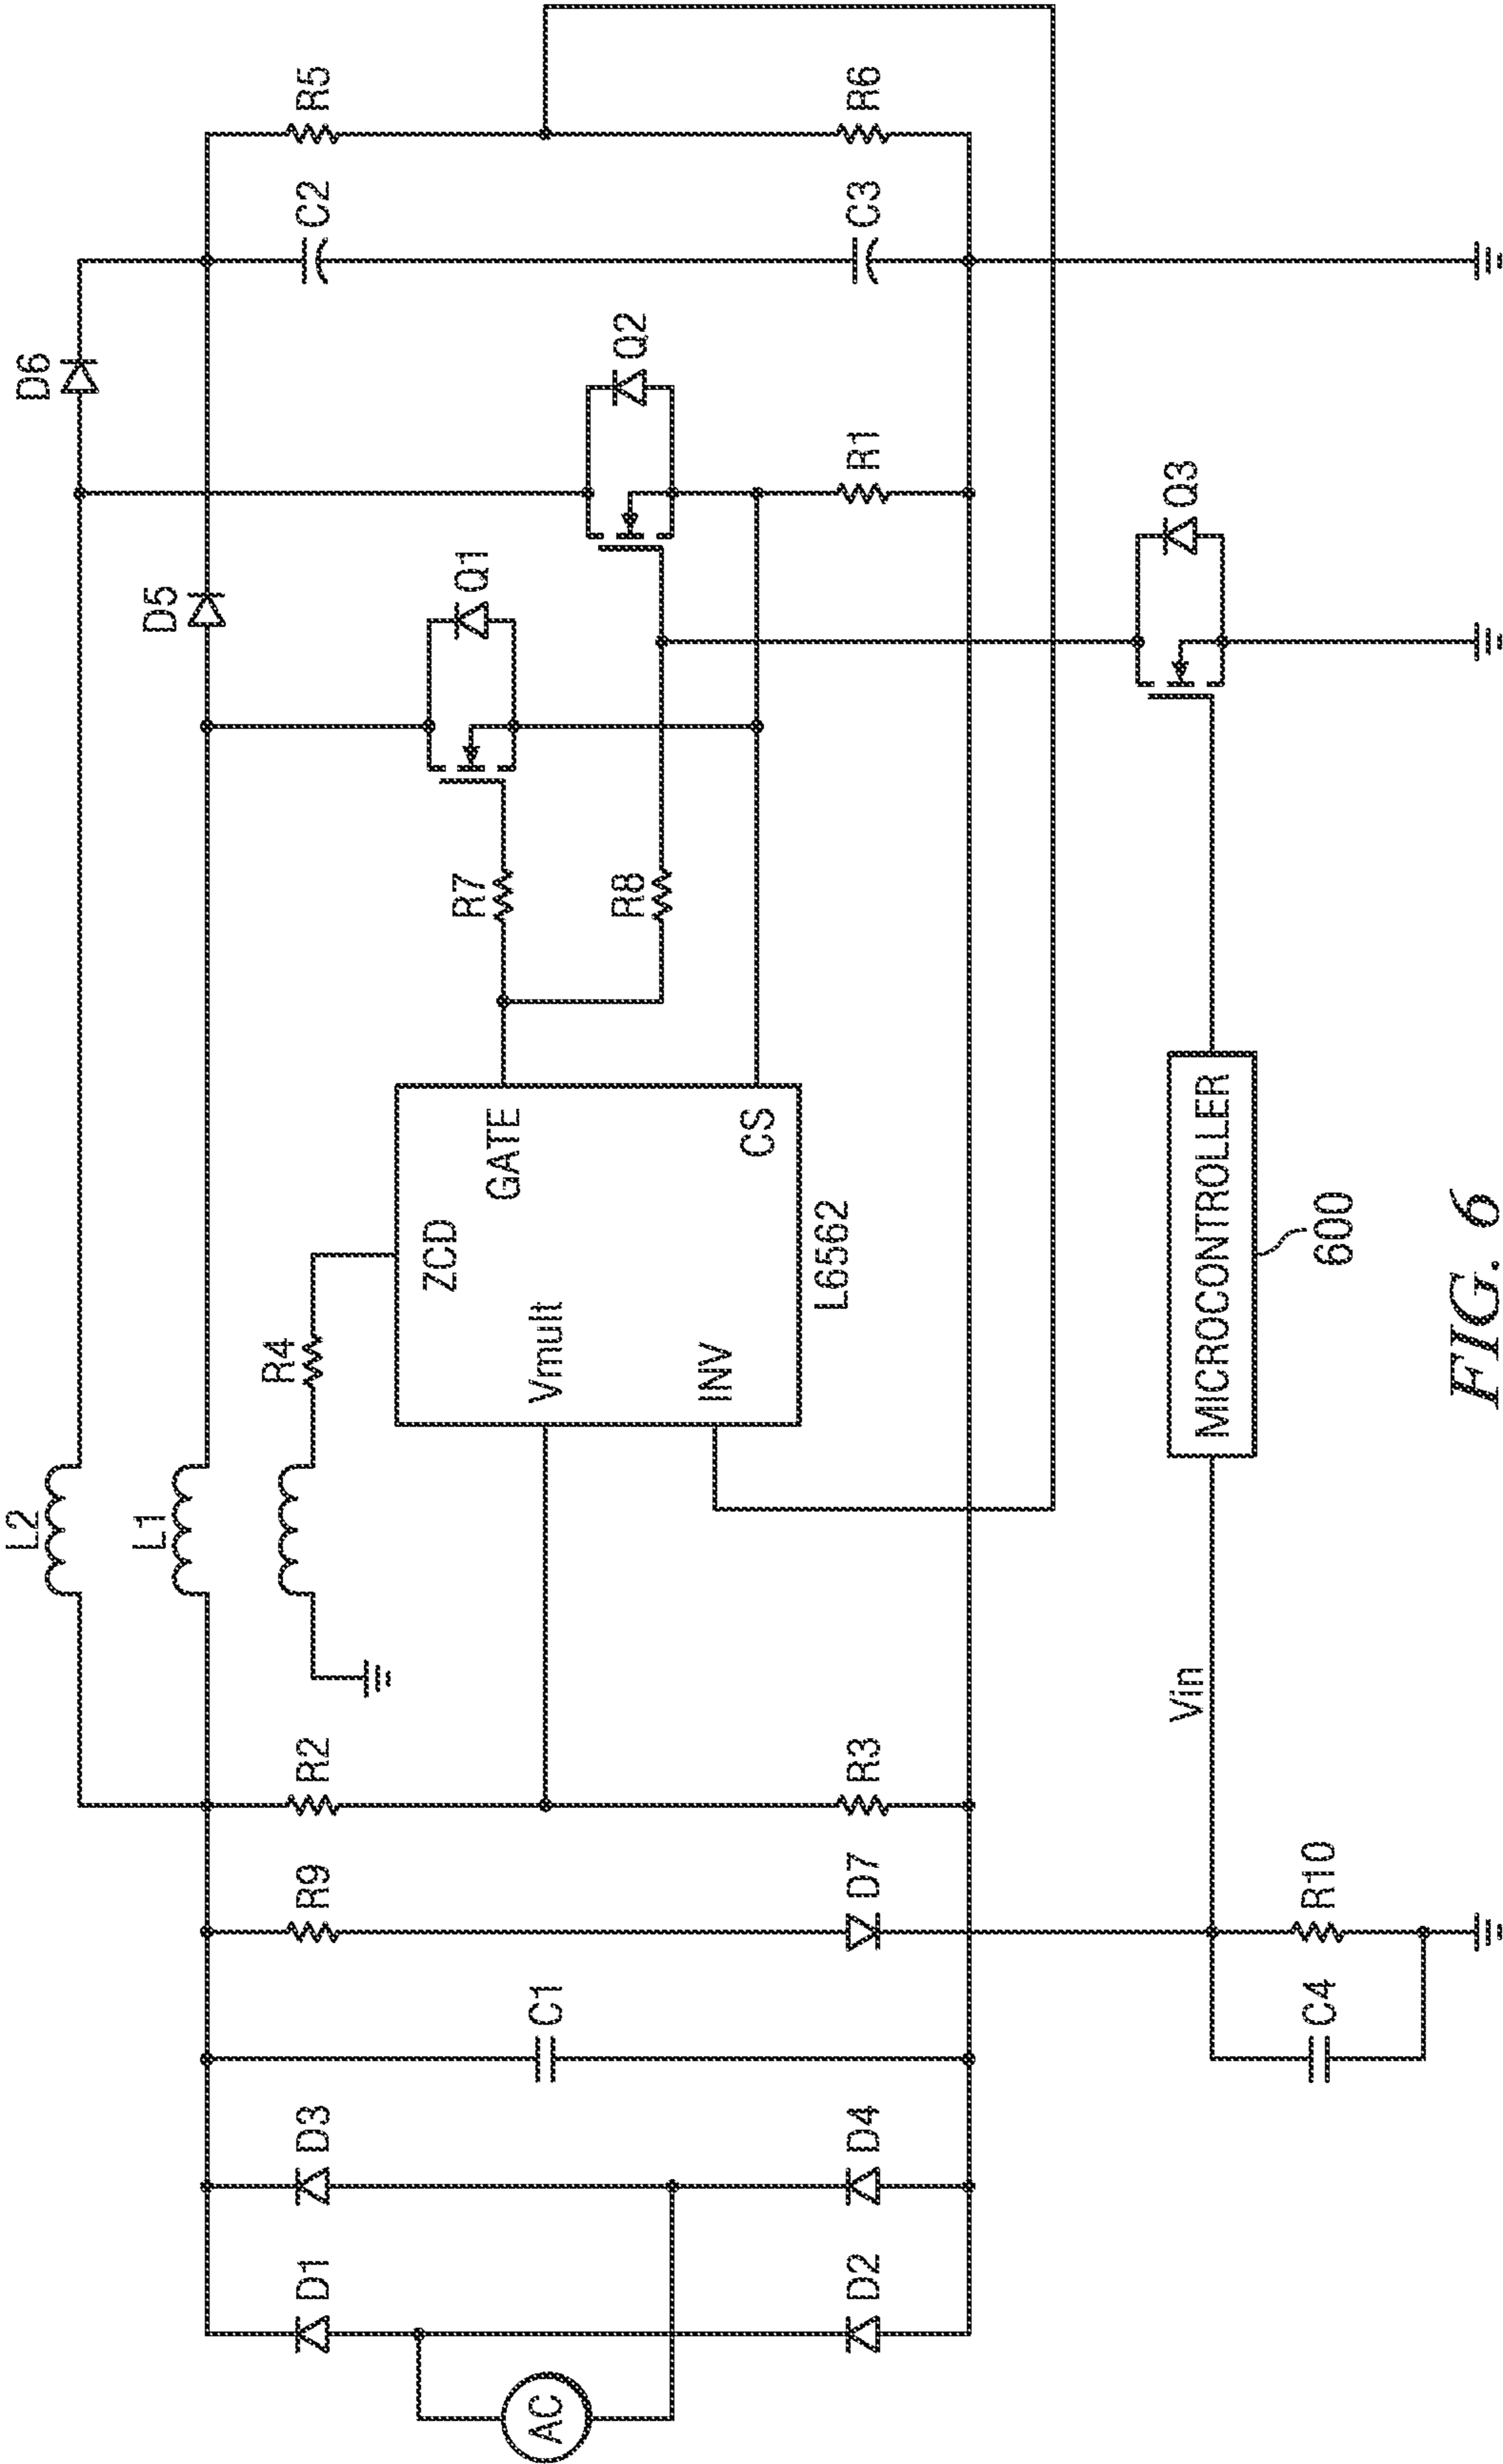 L2
D6
L1
D5
R9
R2
R4
R5
C2
D1
D3
ZCD
R7
Q1
GATE
AC
C1
Vmult
R8
Q2
INV
CS
L6562
D2
D4
D7
R3
R1
C3
R6
Vin
MICROCONTROLLER
Q3
600
C4
R10
FIG. 6